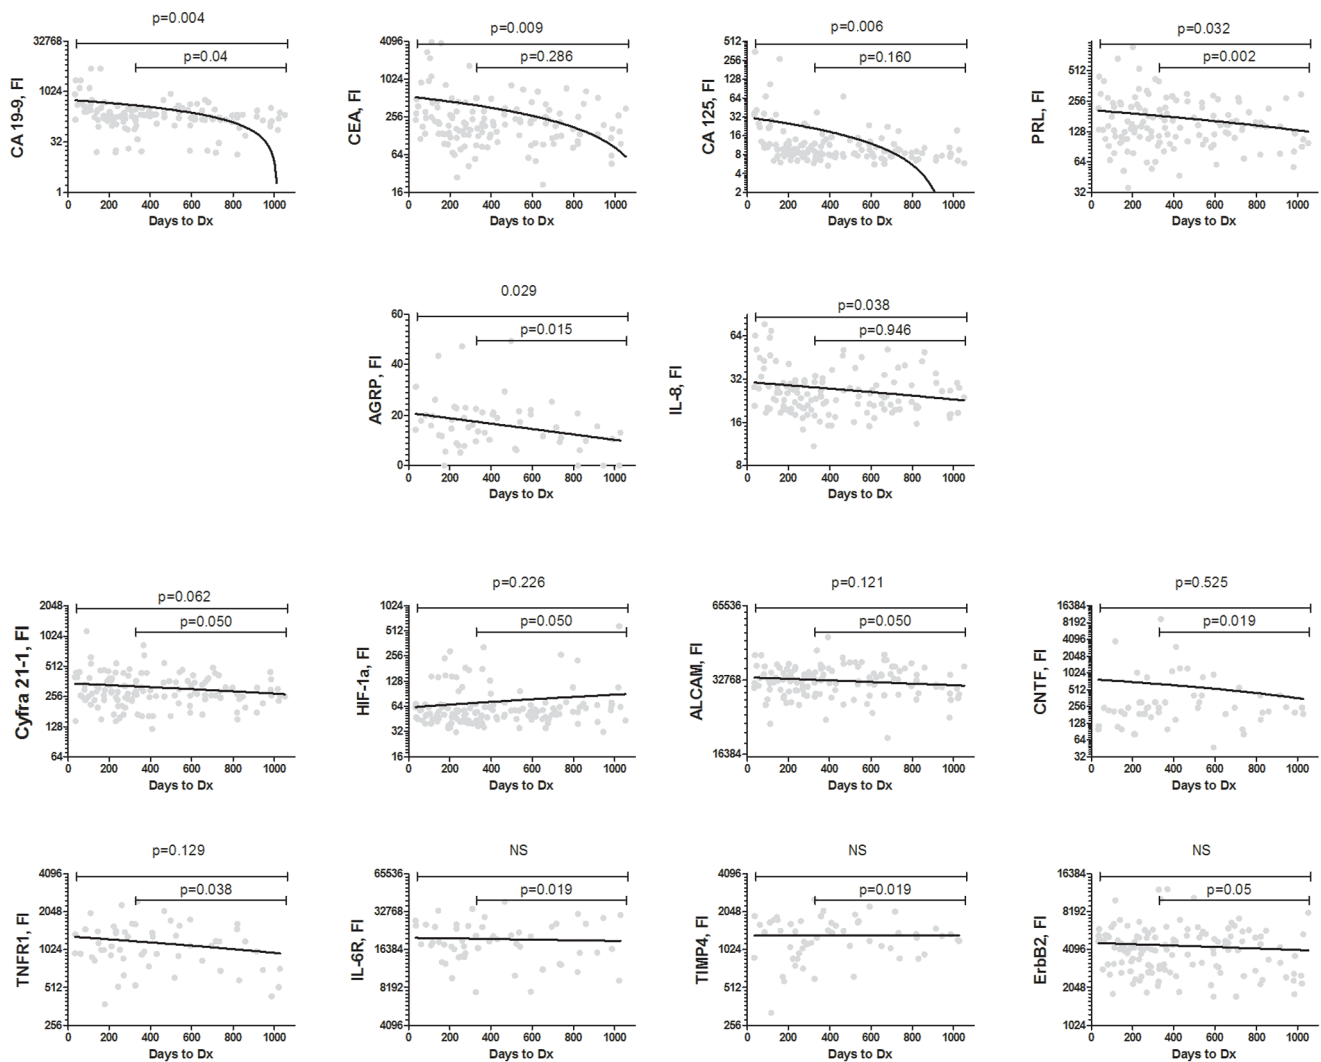 p=0.004
p=0.04
CA 19-9, FI
32768
1024
32
1
0 200 400 600 800 1000
Days to Dx
p=0.009
p=0.286
CEA, FI
4096
1024
256
64
16
0 200 400 600 800 1000
Days to Dx
p=0.006
p=0.160
CA 125, FI
512
256
128
64
32
16
8
4
2
0 200 400 600 800 1000
Days to Dx
p=0.032
p=0.002
PRL, FI
512
256
128
64
32
0 200 400 600 800 1000
Days to Dx
0.029
p=0.015
AGRP, FI
60
40
20
0
0 200 400 600 800 1000
Days to Dx
p=0.038
p=0.946
IL-8, FI
64
32
16
8
0 200 400 600 800 1000
Days to Dx
p=0.062
p=0.050
Cyfra 21-1, FI
2048
1024
512
256
128
64
0 200 400 600 800 1000
Days to Dx
p=0.226
p=0.050
HIF-1a, FI
1024
512
256
128
64
32
16
0 200 400 600 800 1000
Days to Dx
p=0.121
p=0.050
ALCAM, FI
65536
32768
16384
0 200 400 600 800 1000
Days to Dx
p=0.525
p=0.019
CNTF, FI
16384
8192
4096
2048
1024
512
256
128
64
32
0 200 400 600 800 1000
Days to Dx
p=0.129
p=0.038
TNFR1, FI
4096
2048
1024
512
256
0 200 400 600 800 1000
Days to Dx
NS
p=0.019
IL-6R, FI
65536
32768
16384
8192
4096
0 200 400 600 800 1000
Days to Dx
NS
p=0.019
TIMP4, FI
4096
2048
1024
512
256
0 200 400 600 800 1000
Days to Dx
NS
p=0.05
ErbB2, FI
16384
8192
4096
2048
1024
0 200 400 600 800 1000
Days to Dx